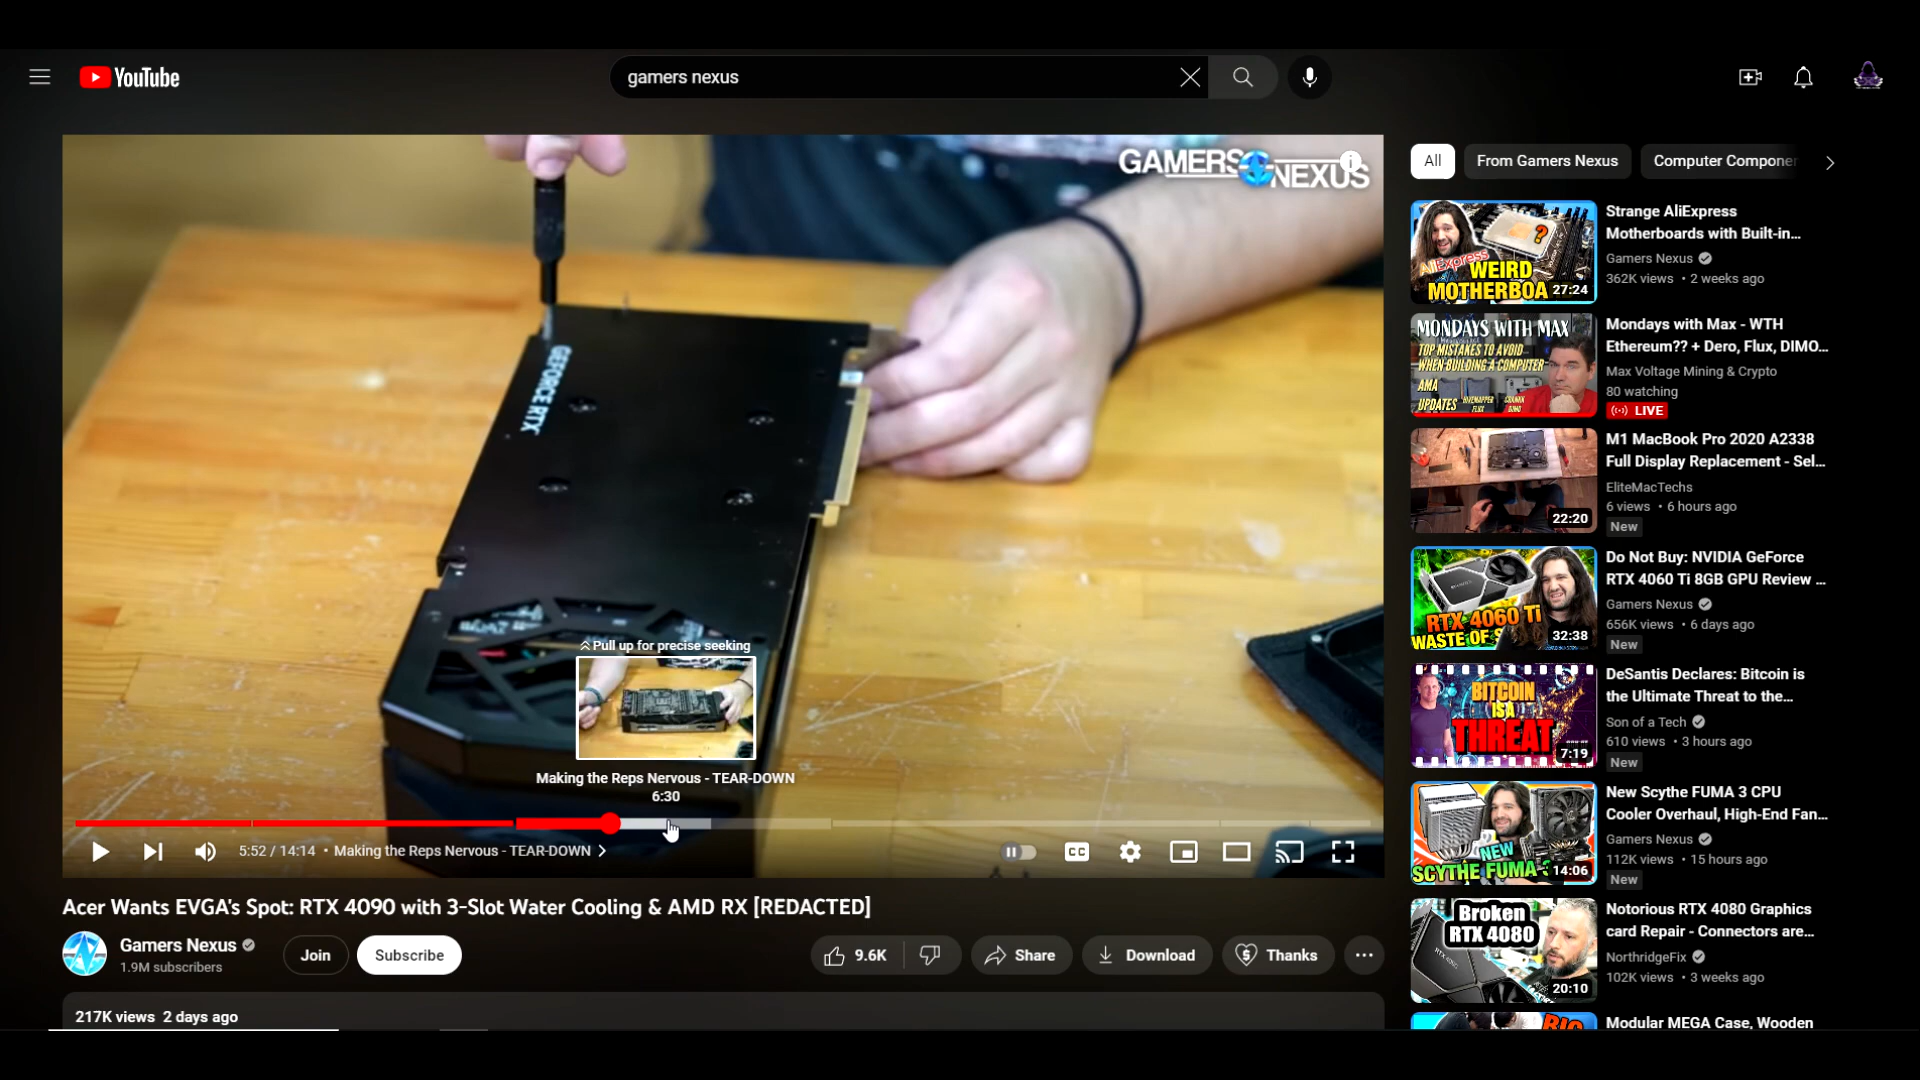 YouTube
gamers nexus
GAMERS NEXUS
GEFORCE RTX
Pull up for precise seeking
Making the Reps Nervous - TEAR-DOWN
6:30
5:52 / 14:14 • Making the Reps Nervous - TEAR-DOWN
CC
Acer Wants EVGA's Spot: RTX 4090 with 3-Slot Water Cooling & AMD RX [REDACTED]
Gamers Nexus
1.9M subscribers
Join
Subscribe
9.6K
Share
Download
Thanks
217K views 2 days ago
All
From Gamers Nexus
Computer Componen
AliExpress
WEIRD
MOTHERBOA
27:24
Strange AliExpress
Motherboards with Built-in...
Gamers Nexus
362K views • 2 weeks ago
MONDAYS WITH MAX
TOP MISTAKES TO AVOID
WHEN BUILDING A COMPUTER
AMA
UPDATES
HIVEMAPPER
FLUX
DIMO
Mondays with Max - WTH
Ethereum?? + Dero, Flux, DIMO...
Max Voltage Mining & Crypto
80 watching
LIVE
22:20
M1 MacBook Pro 2020 A2338
Full Display Replacement - Sel...
EliteMacTechs
6 views • 6 hours ago
New
RTX 4060 Ti
WASTE OF S
32:38
Do Not Buy: NVIDIA GeForce
RTX 4060 Ti 8GB GPU Review ...
Gamers Nexus
656K views • 6 days ago
New
BITCOIN
IS A
THREAT
7:19
DeSantis Declares: Bitcoin is
the Ultimate Threat to the...
Son of a Tech
610 views • 3 hours ago
New
NEW
SCYTHE FUMA 3
14:06
New Scythe FUMA 3 CPU
Cooler Overhaul, High-End Fan...
Gamers Nexus
112K views • 15 hours ago
New
Broken
RTX 4080
20:10
Notorious RTX 4080 Graphics
card Repair - Connectors are...
NorthridgeFix
102K views • 3 weeks ago
BIG
Modular MEGA Case, Wooden